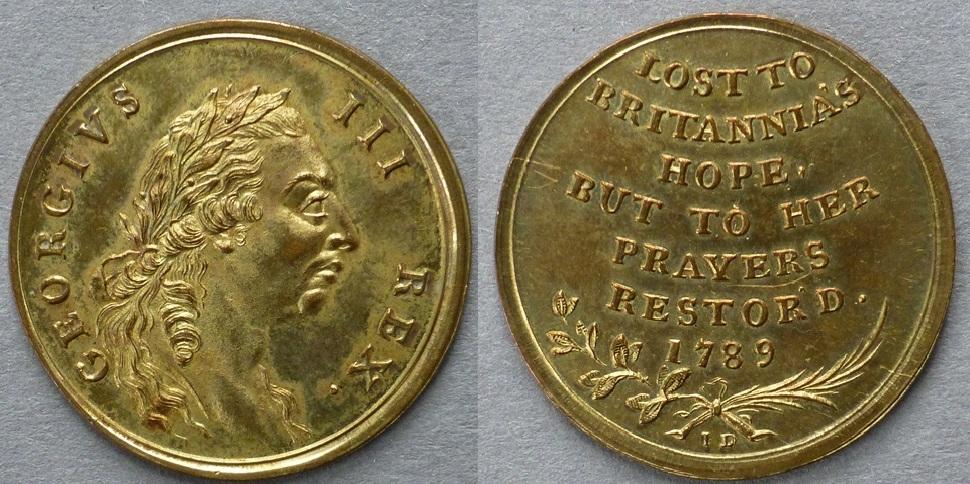 GEORGIVS III REX.
LOST TO
BRITANNIA'S
HOPE.
BUT TO HER
PRAYERS
RESTOR'D.
1789
I D